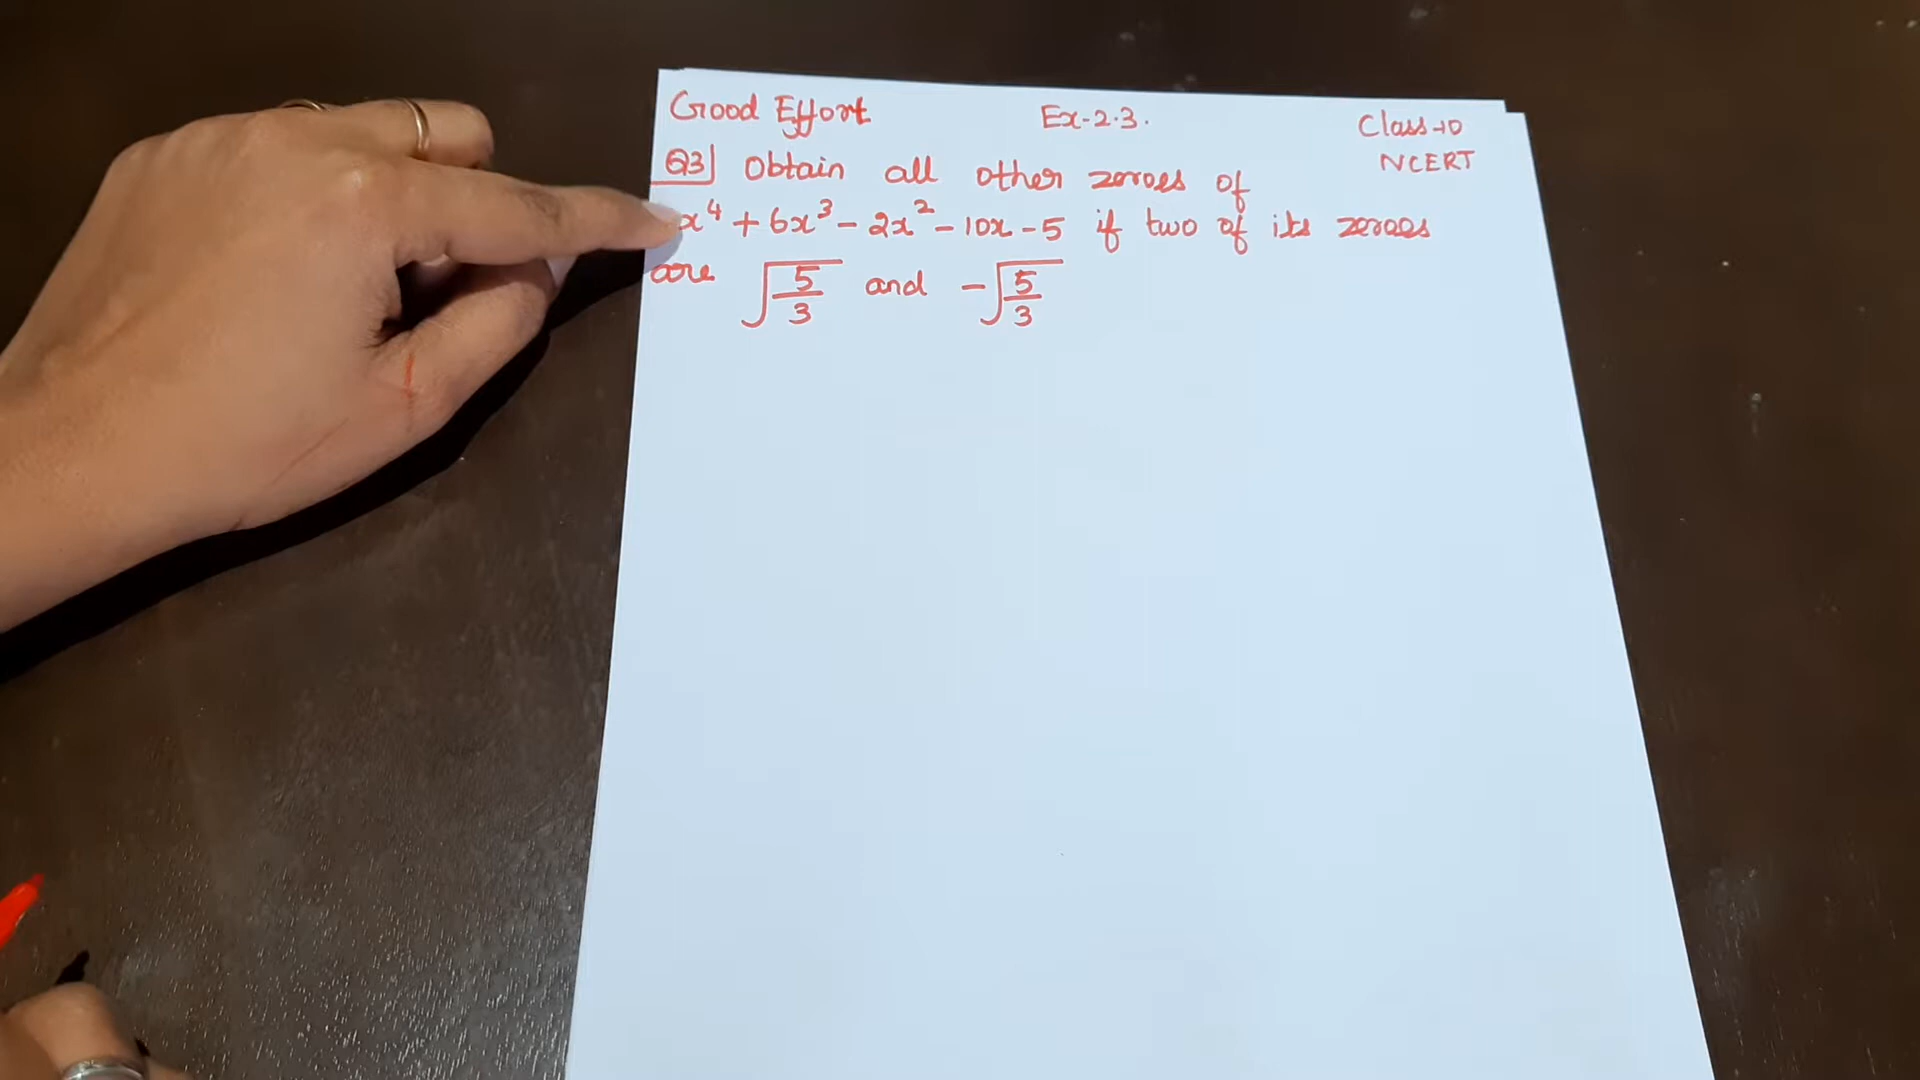 Good Effort Ex-2.3. Class-10
NCERT
Q3] Obtain all other zeroes of
x⁴ + 6x³ - 2x² - 10x - 5 if two of its zeroes
are √5/3 and -√5/3